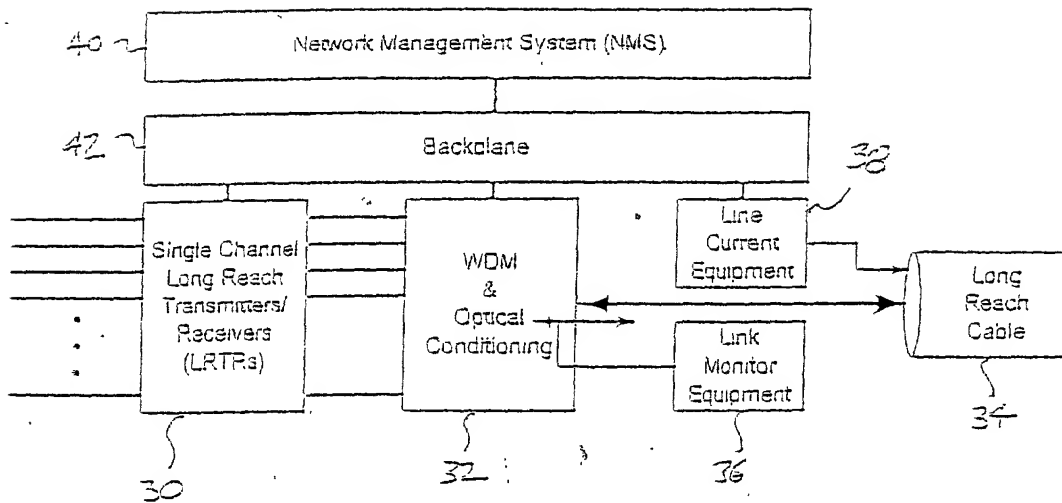 40
Network Management System (NMS).
42
Backplane
38
Single Channel
Long Reach
Transmitters/
Receivers
(LRTRs)
WDM
&
Optical
Conditioning
Line
Current
Equipment
Long
Reach
Cable
Link
Monitor
Equipment
30
32
36
34